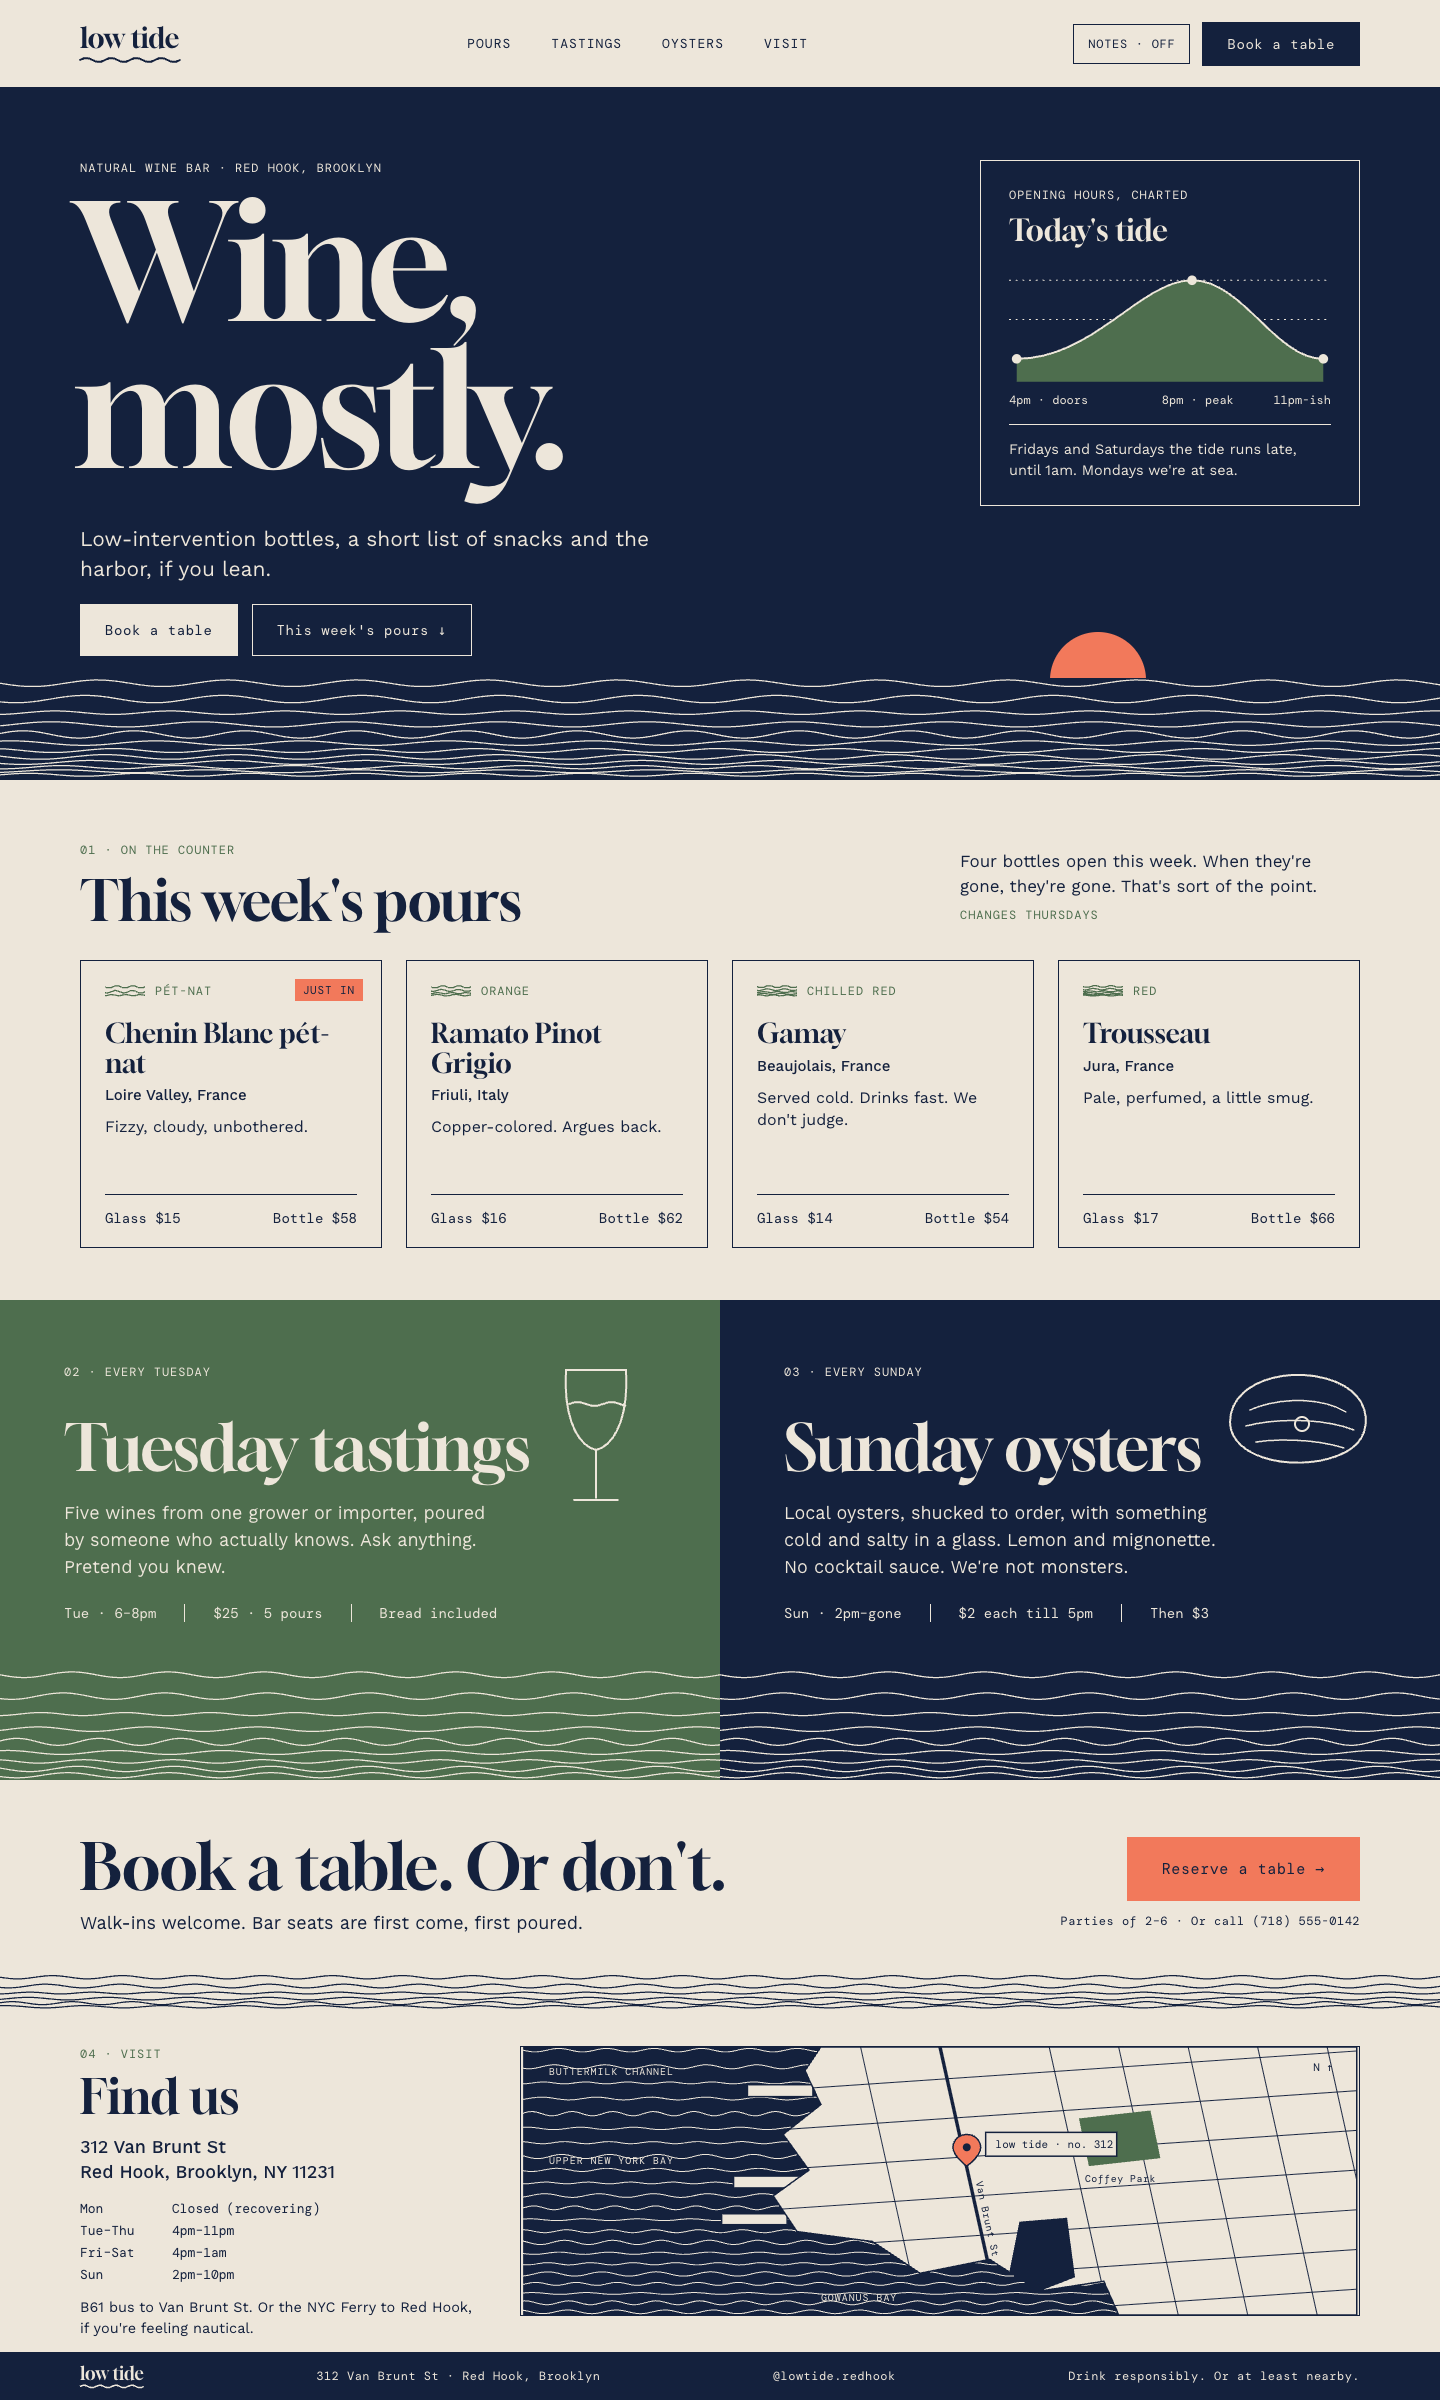 low tide
POURS TASTINGS OYSTERS VISIT
NOTES · OFF
Book a table
NATURAL WINE BAR · RED HOOK, BROOKLYN
Wine,
mostly.
Low-intervention bottles, a short list of snacks and the
harbor, if you lean.
Book a table
This week's pours ↓
OPENING HOURS, CHARTED
Today's tide
4pm · doors 8pm · peak 11pm-ish
Fridays and Saturdays the tide runs late,
until 1am. Mondays we're at sea.
01 · ON THE COUNTER
This week's pours
Four bottles open this week. When they're
gone, they're gone. That's sort of the point.
CHANGES THURSDAYS
PÉT-NAT
JUST IN
Chenin Blanc pét-
nat
Loire Valley, France
Fizzy, cloudy, unbothered.
Glass $15 Bottle $58
ORANGE
Ramato Pinot
Grigio
Friuli, Italy
Copper-colored. Argues back.
Glass $16 Bottle $62
CHILLED RED
Gamay
Beaujolais, France
Served cold. Drinks fast. We
don't judge.
Glass $14 Bottle $54
RED
Trousseau
Jura, France
Pale, perfumed, a little smug.
Glass $17 Bottle $66
02 · EVERY TUESDAY
Tuesday tastings
Five wines from one grower or importer, poured
by someone who actually knows. Ask anything.
Pretend you knew.
Tue · 6–8pm $25 · 5 pours Bread included
03 · EVERY SUNDAY
Sunday oysters
Local oysters, shucked to order, with something
cold and salty in a glass. Lemon and mignonette.
No cocktail sauce. We're not monsters.
Sun · 2pm–gone $2 each till 5pm Then $3
Book a table. Or don't.
Walk-ins welcome. Bar seats are first come, first poured.
Reserve a table →
Parties of 2–6 · Or call (718) 555-0142
04 · VISIT
Find us
312 Van Brunt St
Red Hook, Brooklyn, NY 11231
Mon Closed (recovering)
Tue–Thu 4pm–11pm
Fri–Sat 4pm–1am
Sun 2pm–10pm
B61 bus to Van Brunt St. Or the NYC Ferry to Red Hook,
if you're feeling nautical.
BUTTERMILK CHANNEL
N ↑
low tide · no. 312
UPPER NEW YORK BAY
Coffey Park
Van Brunt St
GOWANUS BAY
low tide
312 Van Brunt St · Red Hook, Brooklyn
@lowtide.redhook
Drink responsibly. Or at least nearby.